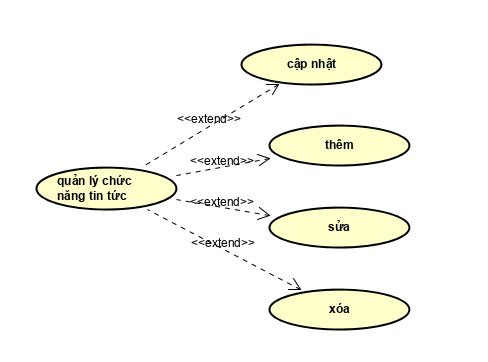 cập nhật
<<extend>>
thêm
<<extend>>
quản lý chức
năng tin tức
<<extend>>
sửa
<<extend>>
xóa